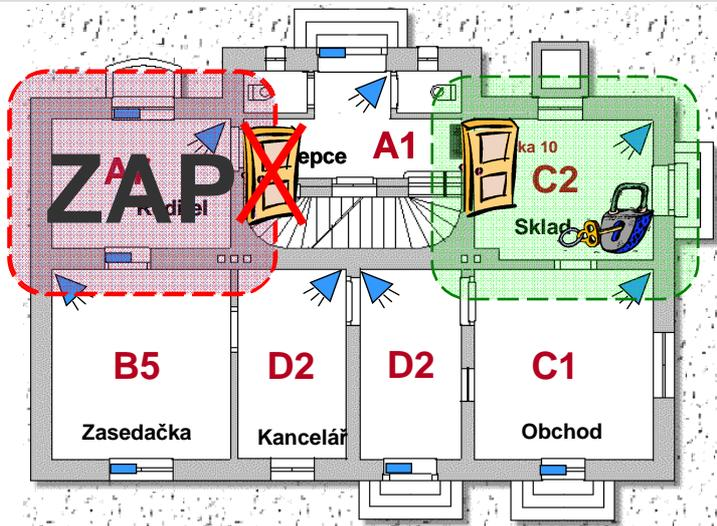 ZAP
epce
A1
ka 10
C2
Sklad
B5
D2
D2
C1
Zasedačka
Kancelář
Obchod